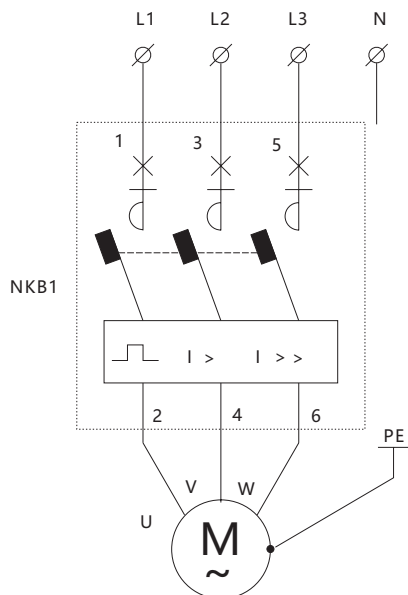 L1 L2 L3 N
1 3 5
NKB1
I > I > >
2 4 6
PE
V W
U
M
~